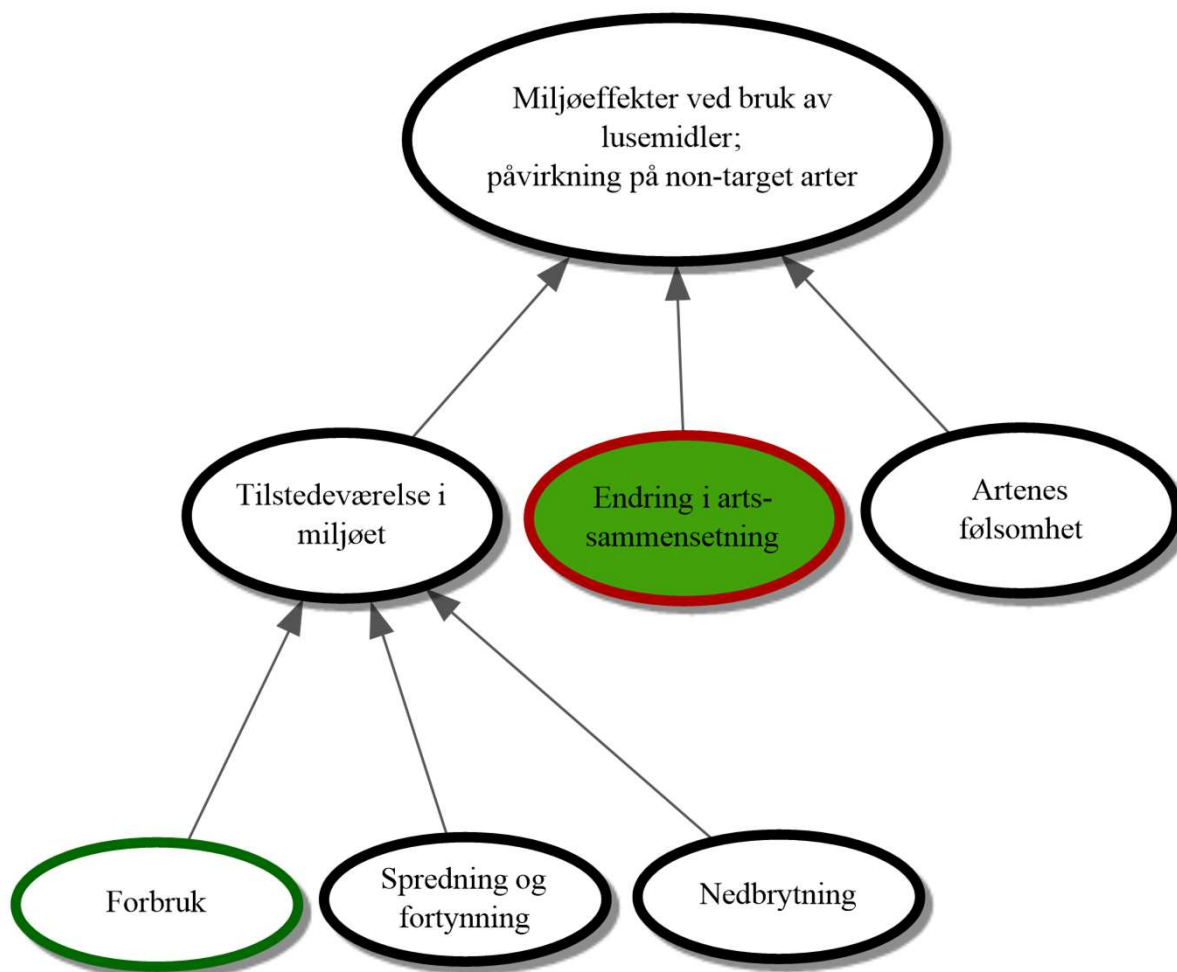 Miljøeffekter ved bruk av
lusemidler;
påvirkning på non-target arter
Tilstedeværelse i
miljøet
Endring i arts-
sammensetning
Artenes
følsomhet
Forbruk
Spredning og
fortynning
Nedbrytning